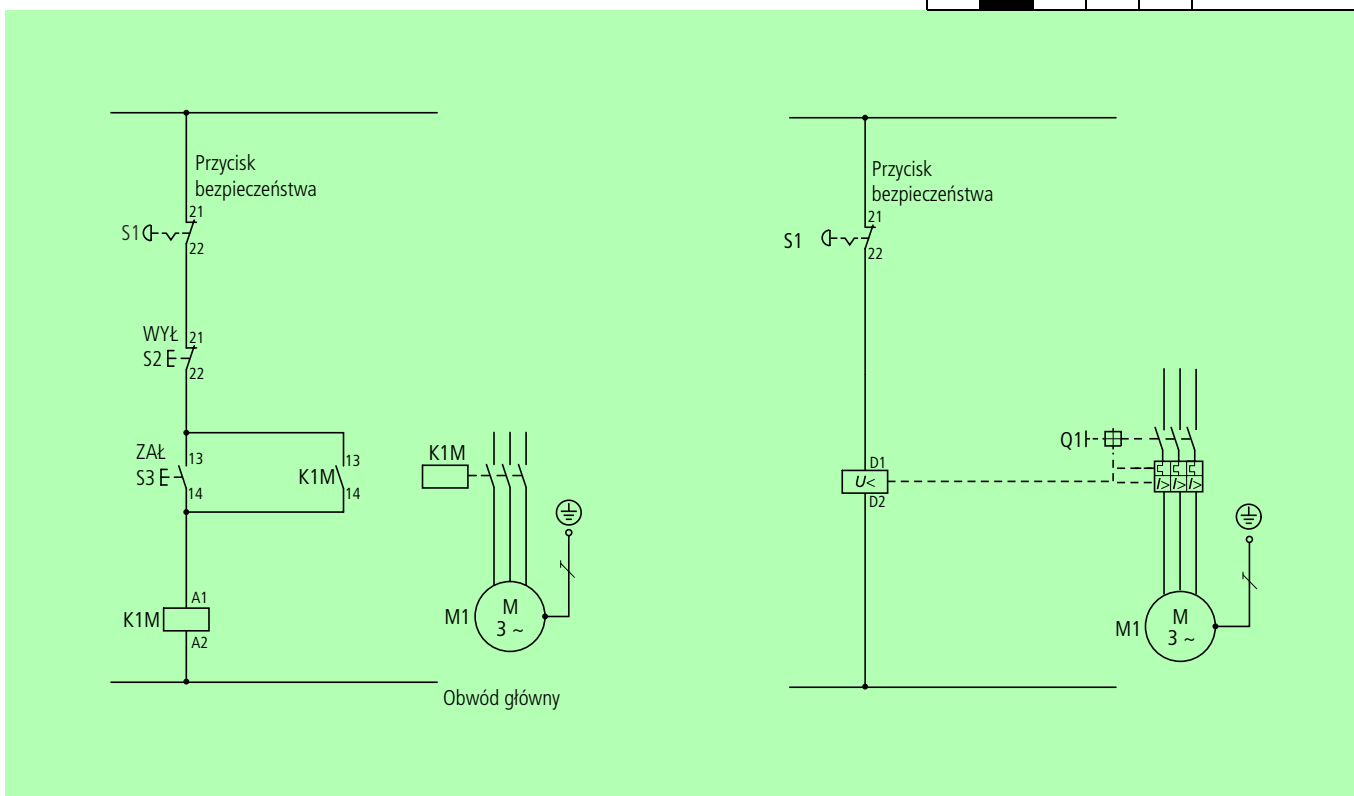 Przycisk
bezpieczeństwa
21
S1
22
WYŁ
21
S2
22
ZAŁ
13
S3
14
K1M
13
14
K1M
A1
K1M
A2
M1
M
3 ~
Obwód główny
Przycisk
bezpieczeństwa
21
S1
22
Q1
D1
U<
D2
I> I> I>
M1
M
3 ~